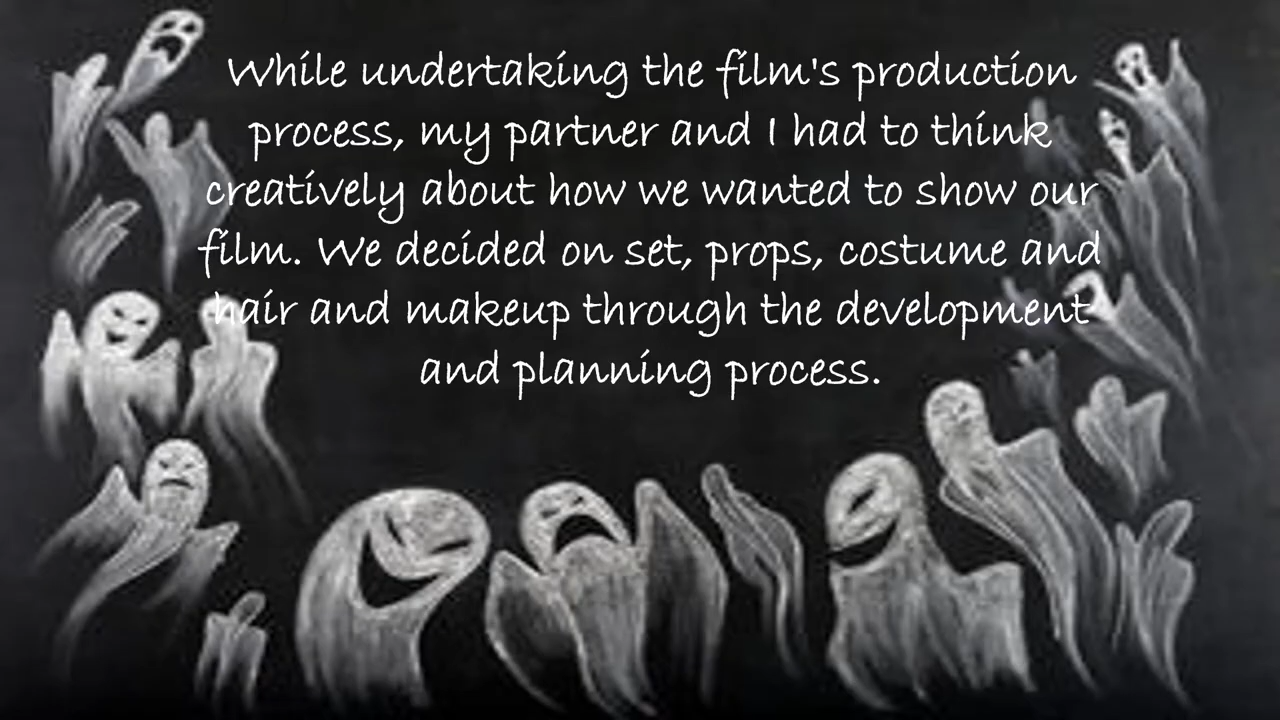 While undertaking the film's production
process, my partner and I had to think
creatively about how we wanted to show our
film. We decided on set, props, costume and
hair and makeup through the development
and planning process.